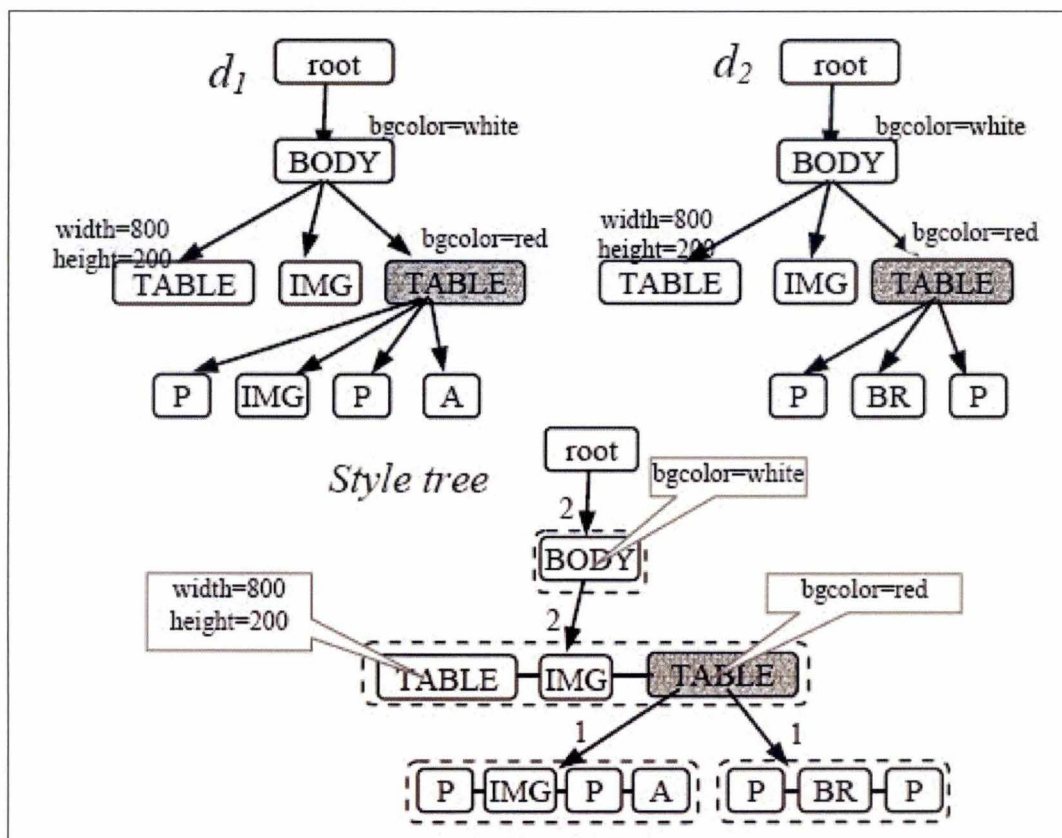 d1
root
d2
root
bgcolor=white
bgcolor=white
BODY
BODY
width=800
height=200
bgcolor=red
width=800
height=200
bgcolor=red
TABLE
IMG
TABLE
TABLE
IMG
TABLE
P
IMG
P
A
P
BR
P
Style tree
root
bgcolor=white
2
BODY
width=800
height=200
bgcolor=red
2
TABLE
IMG
TABLE
1
1
P
IMG
P
A
P
BR
P